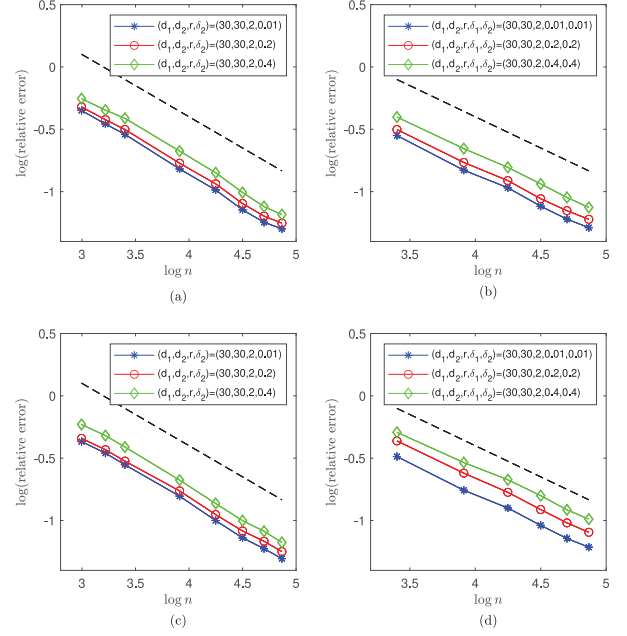 0.5
0
-0.5
-1
3
3.5
4
4.5
5
log(relative error)
log n
(d1,d2,r,δ2)=(30,30,2,0.01)
(d1,d2,r,δ2)=(30,30,2,0.2)
(d1,d2,r,δ2)=(30,30,2,0.4)
(a)
0.5
0
-0.5
-1
3.5
4
4.5
5
log(relative error)
log n
(d1,d2,r,δ1,δ2)=(30,30,2,0.01,0.01)
(d1,d2,r,δ1,δ2)=(30,30,2,0.2,0.2)
(d1,d2,r,δ1,δ2)=(30,30,2,0.4,0.4)
(b)
0.5
0
-0.5
-1
3
3.5
4
4.5
5
log(relative error)
log n
(d1,d2,r,δ2)=(30,30,2,0.01)
(d1,d2,r,δ2)=(30,30,2,0.2)
(d1,d2,r,δ2)=(30,30,2,0.4)
(c)
0.5
0
-0.5
-1
3.5
4
4.5
5
log(relative error)
log n
(d1,d2,r,δ1,δ2)=(30,30,2,0.01,0.01)
(d1,d2,r,δ1,δ2)=(30,30,2,0.2,0.2)
(d1,d2,r,δ1,δ2)=(30,30,2,0.4,0.4)
(d)